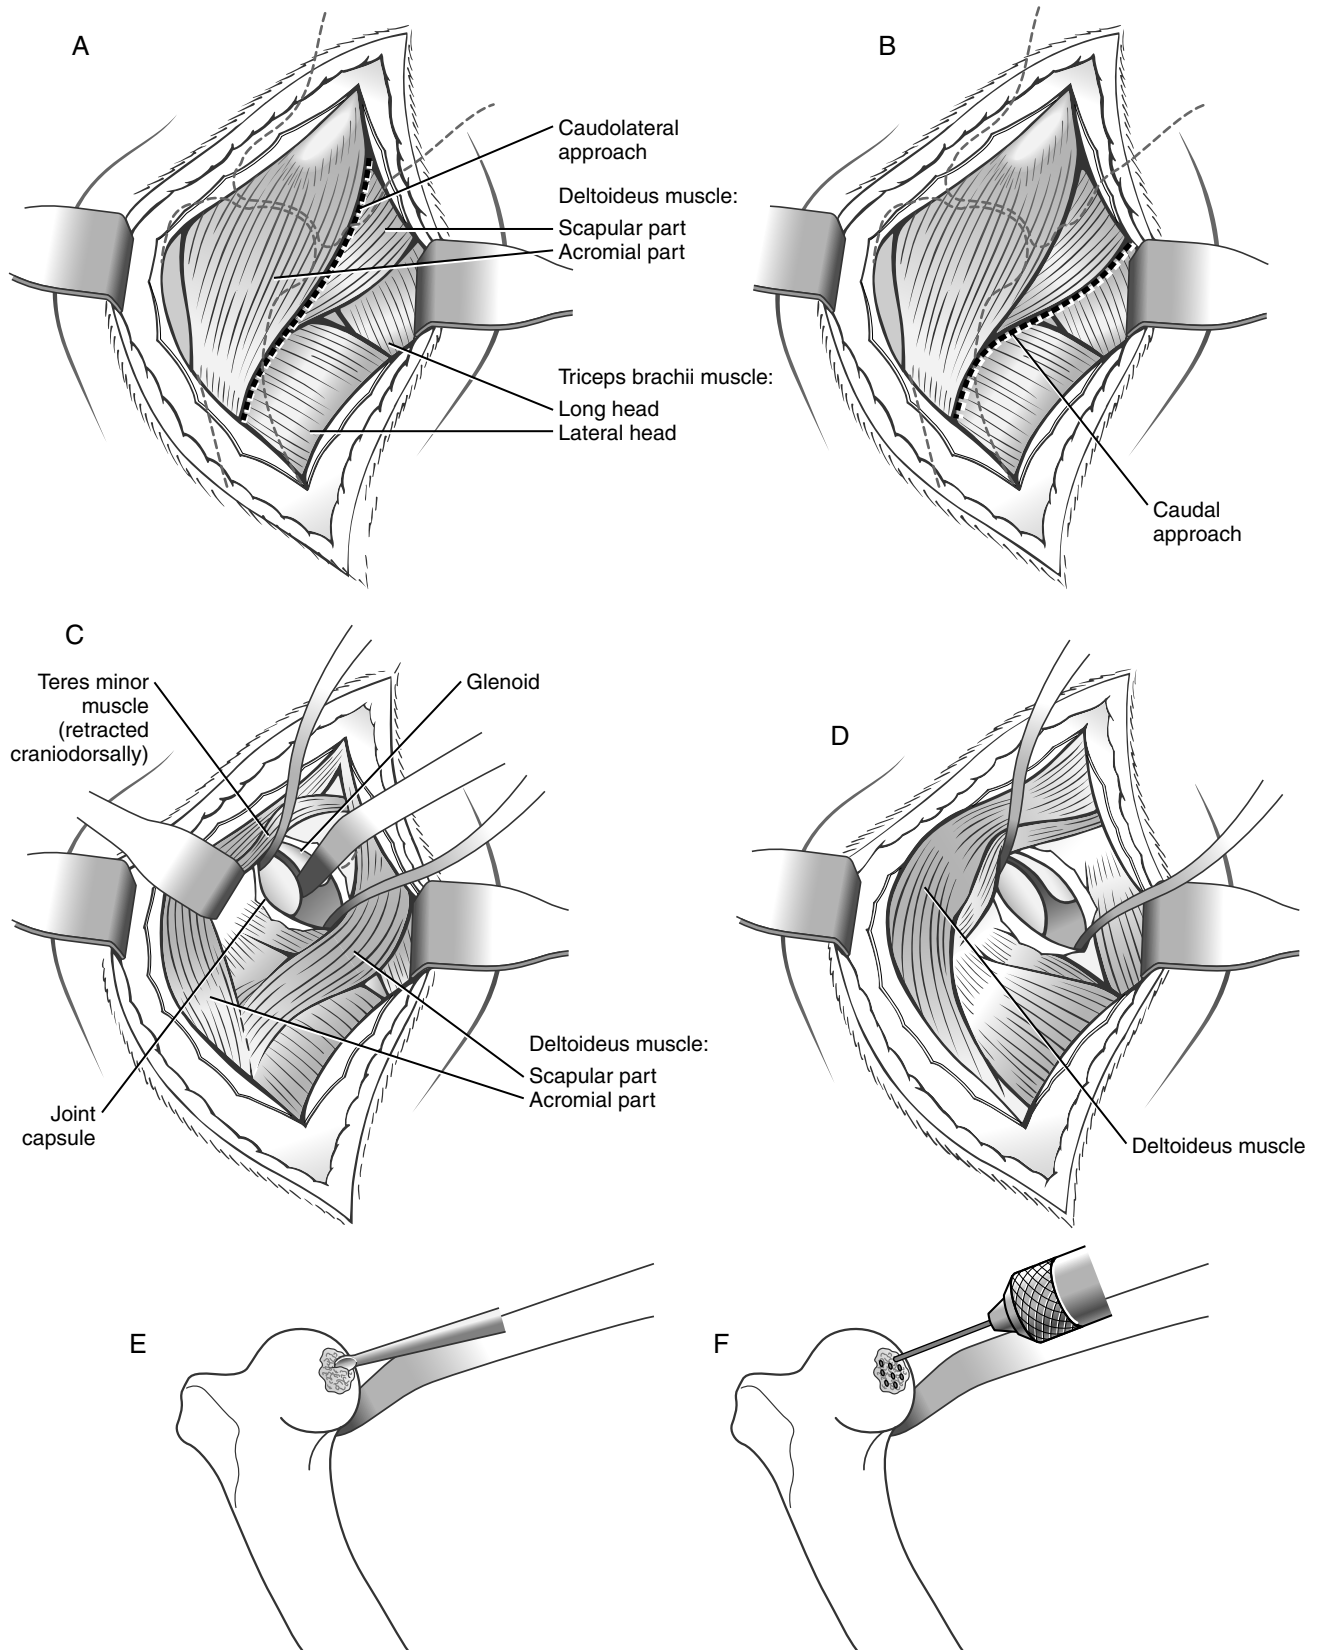 A
Caudolateral
approach
Deltoideus muscle:
Scapular part
Acromial part
Triceps brachii muscle:
Long head
Lateral head
B
Caudal
approach
C
Teres minor
muscle
(retracted
craniodorsally)
Glenoid
Deltoideus muscle:
Scapular part
Acromial part
Joint
capsule
D
Deltoideus muscle
E
F